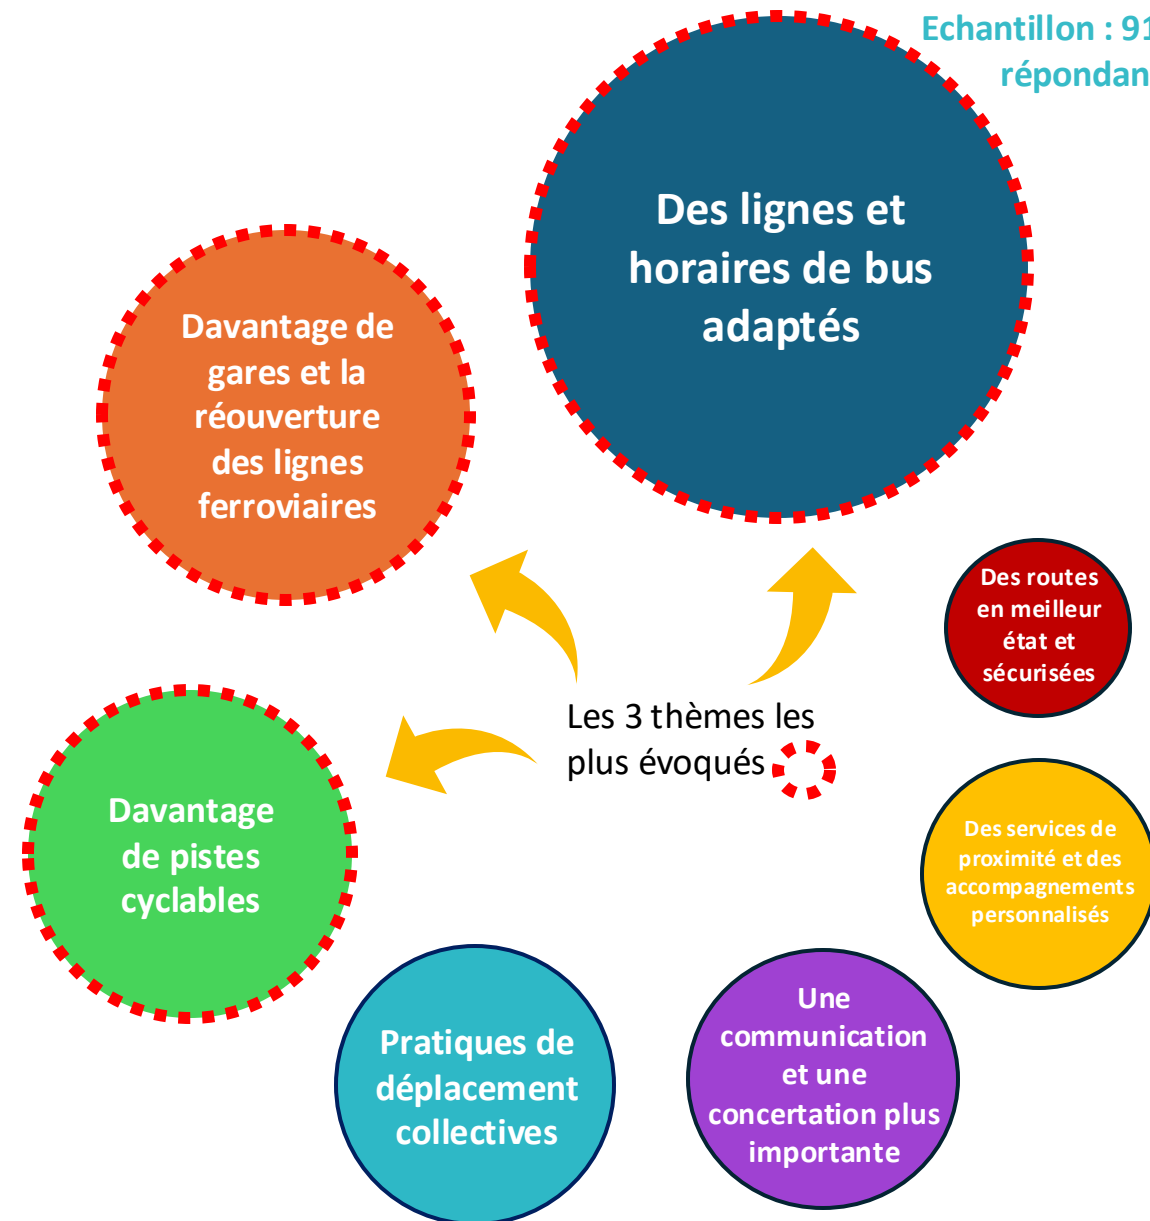 Echantillon : 91
répondan
Des lignes et
horaires de bus
adaptés
Davantage de
gares et la
réouverture
des lignes
ferroviaires
Des routes
en meilleur
état et
sécurisées
Les 3 thèmes les
plus évoqués
Davantage
de pistes
cyclables
Des services de
proximité et des
accompagnements
personnalisés
Pratiques de
déplacement
collectives
Une
communication
et une
concertation plus
importante